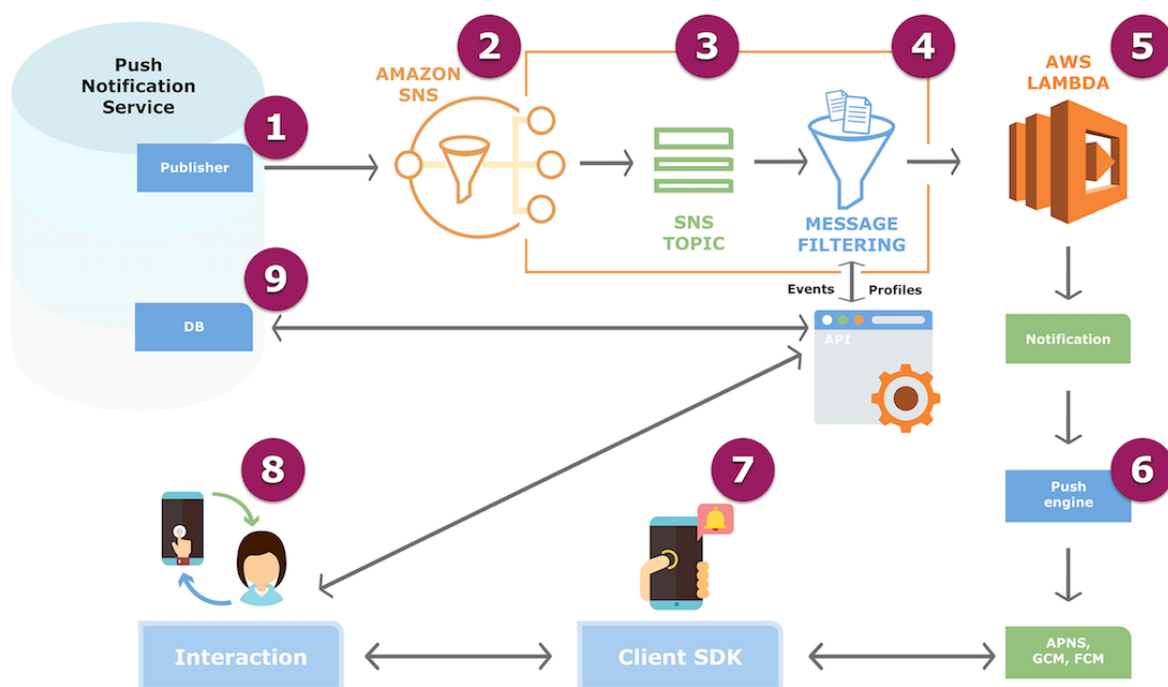 Push
Notification
Service
1
Publisher
2
AMAZON
SNS
3
SNS
TOPIC
4
MESSAGE
FILTERING
5
AWS
LAMBDA
9
DB
Events
Profiles
API
Notification
6
Push
engine
8
7
Interaction
Client SDK
APNS,
GCM, FCM